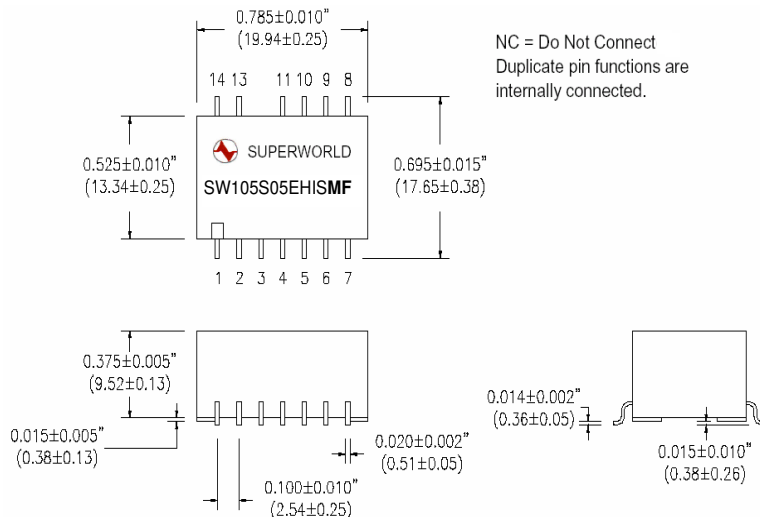 0.785±0.010"
(19.94±0.25)
NC = Do Not Connect
Duplicate pin functions are
internally connected.
14 13 11 10 9 8
0.525±0.010"
(13.34±0.25)
SUPERWORLD
SW105S05EHISMF
0.695±0.015"
(17.65±0.38)
1 2 3 4 5 6 7
0.375±0.005"
(9.52±0.13)
0.014±0.002"
(0.36±0.05)
0.015±0.005"
(0.38±0.13)
0.020±0.002"
(0.51±0.05)
0.015±0.010"
(0.38±0.26)
0.100±0.010"
(2.54±0.25)